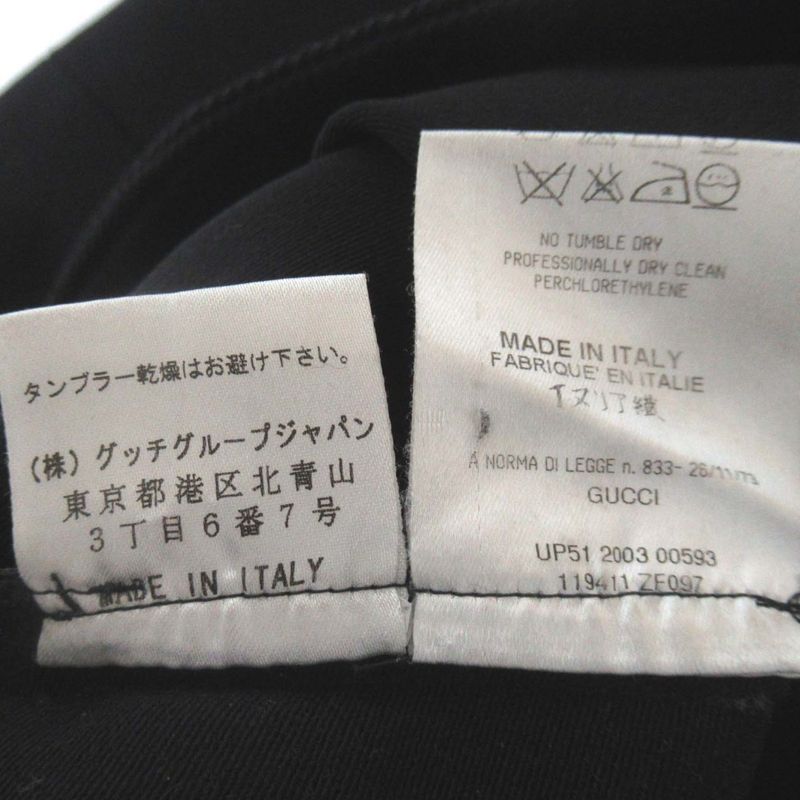 タンブラー乾燥はお避け下さい。
(株)グッチグループジャパン
東京都港区北青山
3丁目6番7号
MADE IN ITALY
NO TUMBLE DRY
PROFESSIONALLY DRY CLEAN
PERCHLORETHYLENE
MADE IN ITALY
FABRIQUE' EN ITALIE
A NORMA DI LEGGE n. 833- 26/11/73
GUCCI
UP51 2003 00593
119411 ZF097